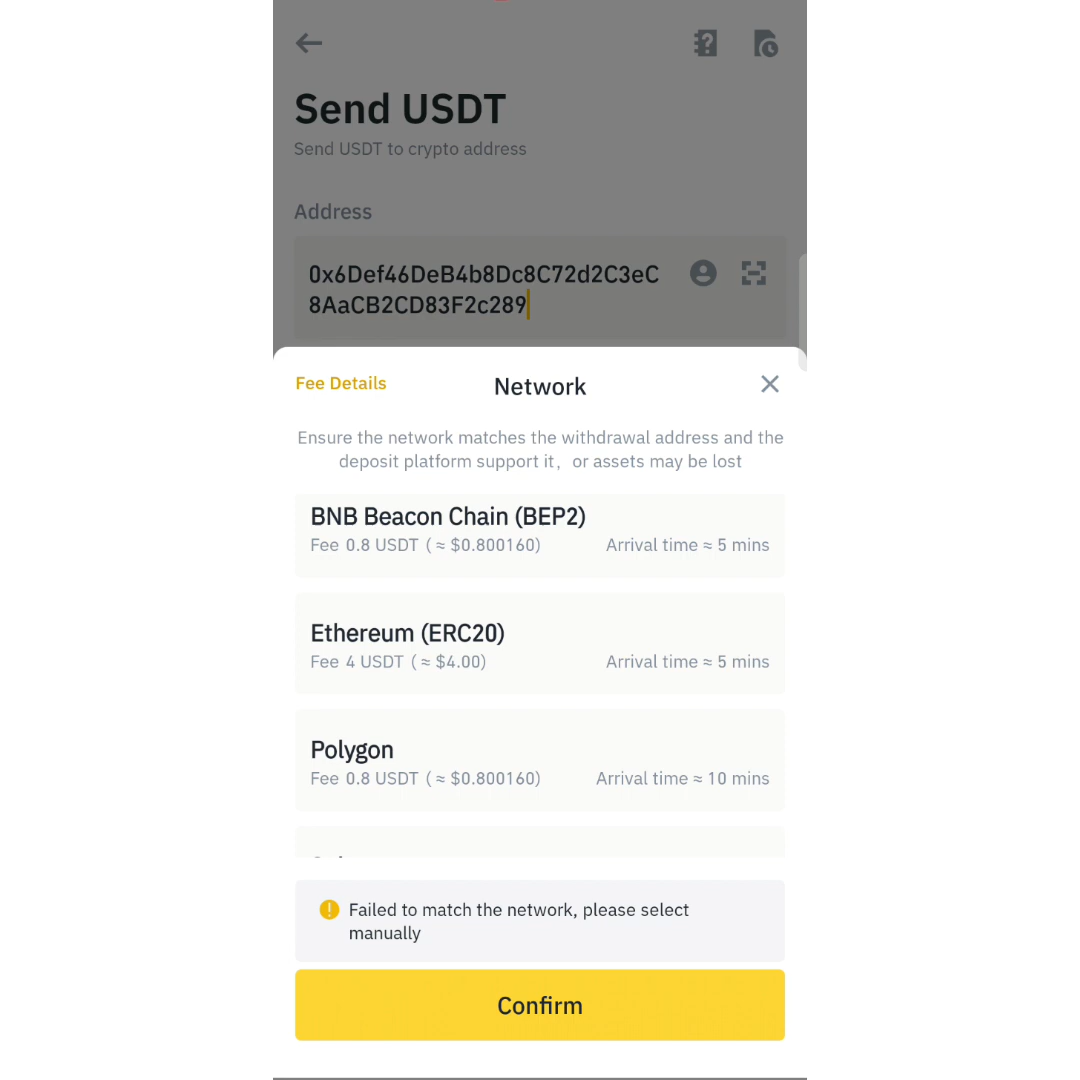 Send USDT
Send USDT to crypto address
Address
0x6Def46DeB4b8Dc8C72d2C3eC
8AaCB2CD83F2c289
Fee Details
Network
Ensure the network matches the withdrawal address and the
deposit platform support it, or assets may be lost
BNB Beacon Chain (BEP2)
Fee 0.8 USDT (≈ $0.800160) Arrival time ≈ 5 mins
Ethereum (ERC20)
Fee 4 USDT (≈ $4.00) Arrival time ≈ 5 mins
Polygon
Fee 0.8 USDT (≈ $0.800160) Arrival time ≈ 10 mins
Failed to match the network, please select
manually
Confirm